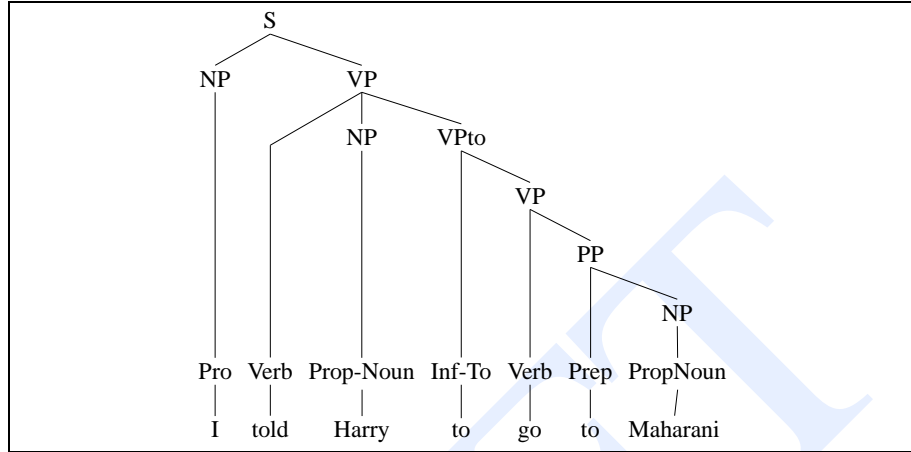 S
NP VP
NP VPto
VP
PP
NP
Pro Verb Prop-Noun Inf-To Verb Prep PropNoun
I told Harry to go to Maharani